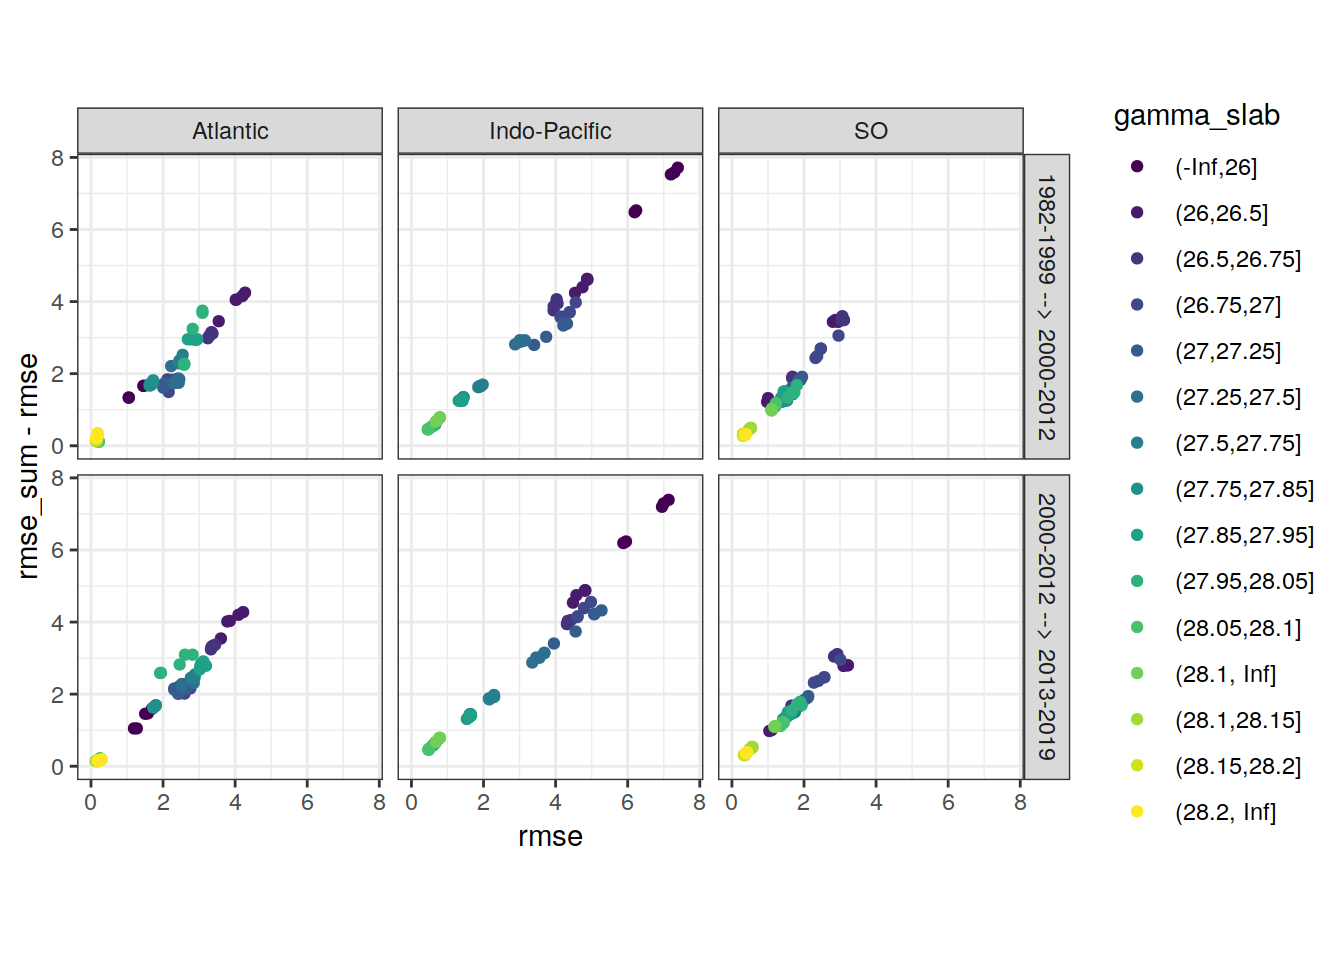 Atlantic
Indo-Pacific
SO
8
6
4
2
0
1982-1999 --> 2000-2012
8
6
4
2
0
2000-2012 --> 2013-2019
0 2 4 6 8
0 2 4 6 8
0 2 4 6 8
rmse
rmse_sum - rmse
gamma_slab
(-Inf,26]
(26,26.5]
(26.5,26.75]
(26.75,27]
(27,27.25]
(27.25,27.5]
(27.5,27.75]
(27.75,27.85]
(27.85,27.95]
(27.95,28.05]
(28.05,28.1]
(28.1, Inf]
(28.1,28.15]
(28.15,28.2]
(28.2, Inf]